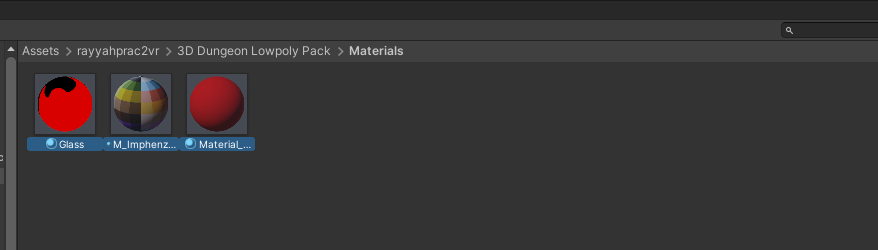 Assets > rayyahprac2vr > 3D Dungeon Lowpoly Pack > Materials
Glass
M_Imphenz...
Material_...
c